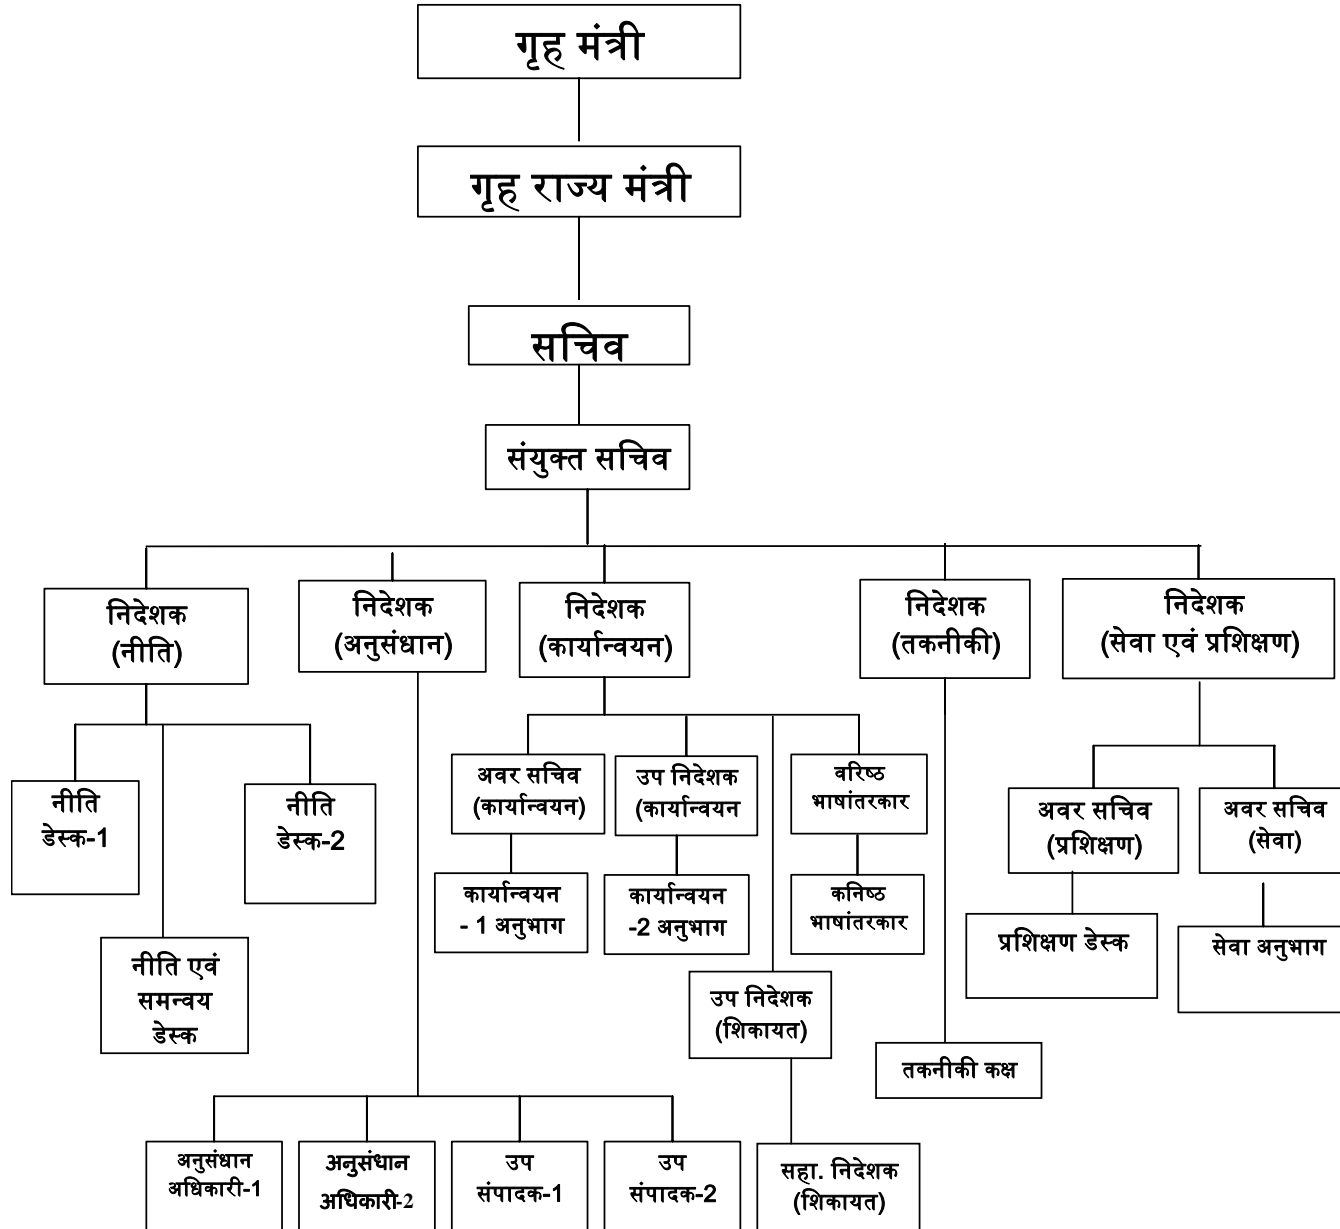 गृह मंत्री
गृह राज्य मंत्री
सचिव
संयुक्त सचिव
निदेशक
(नीति)
निदेशक
(अनुसंधान)
निदेशक
(कार्यान्वयन)
निदेशक
(तकनीकी)
निदेशक
(सेवा एवं प्रशिक्षण)
नीति
डेस्क-1
नीति
डेस्क-2
अवर सचिव
(कार्यान्वयन)
उप निदेशक
(कार्यान्वयन
वरिष्ठ
भाषांतरकार
अवर सचिव
(प्रशिक्षण)
अवर सचिव
(सेवा)
कार्यान्वयन
- 1 अनुभाग
कार्यान्वयन
-2 अनुभाग
कनिष्ठ
भाषांतरकार
प्रशिक्षण डेस्क
सेवा अनुभाग
नीति एवं
समन्वय
डेस्क
उप निदेशक
(शिकायत)
तकनीकी कक्ष
अनुसंधान
अधिकारी-1
अनुसंधान
अधिकारी-2
उप
संपादक-1
उप
संपादक-2
सहा. निदेशक
(शिकायत)